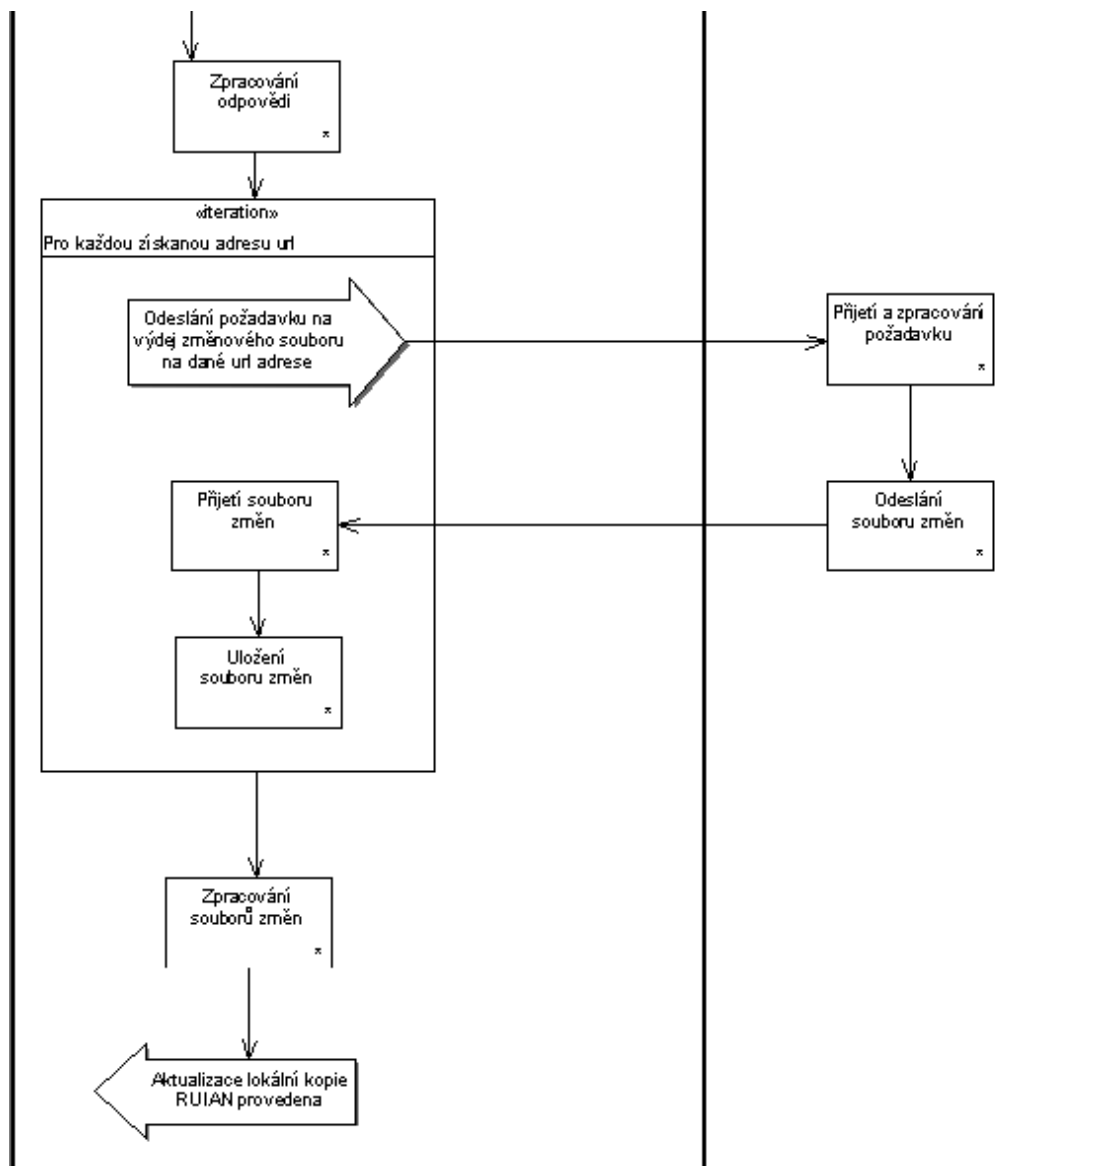 Zpracování
odpovědi
*
«iteration»
Pro každou získanou adresu url
Odeslání požadavku na
výdej změnového souboru
na dané url adrese
Přijetí a zpracování
požadavku
*
Přijetí souboru
změn
*
Odeslání
souboru změn
*
Uložení
souboru změn
*
Zpracování
souborů změn
*
Aktualizace lokální kopie
RUIAN provedena